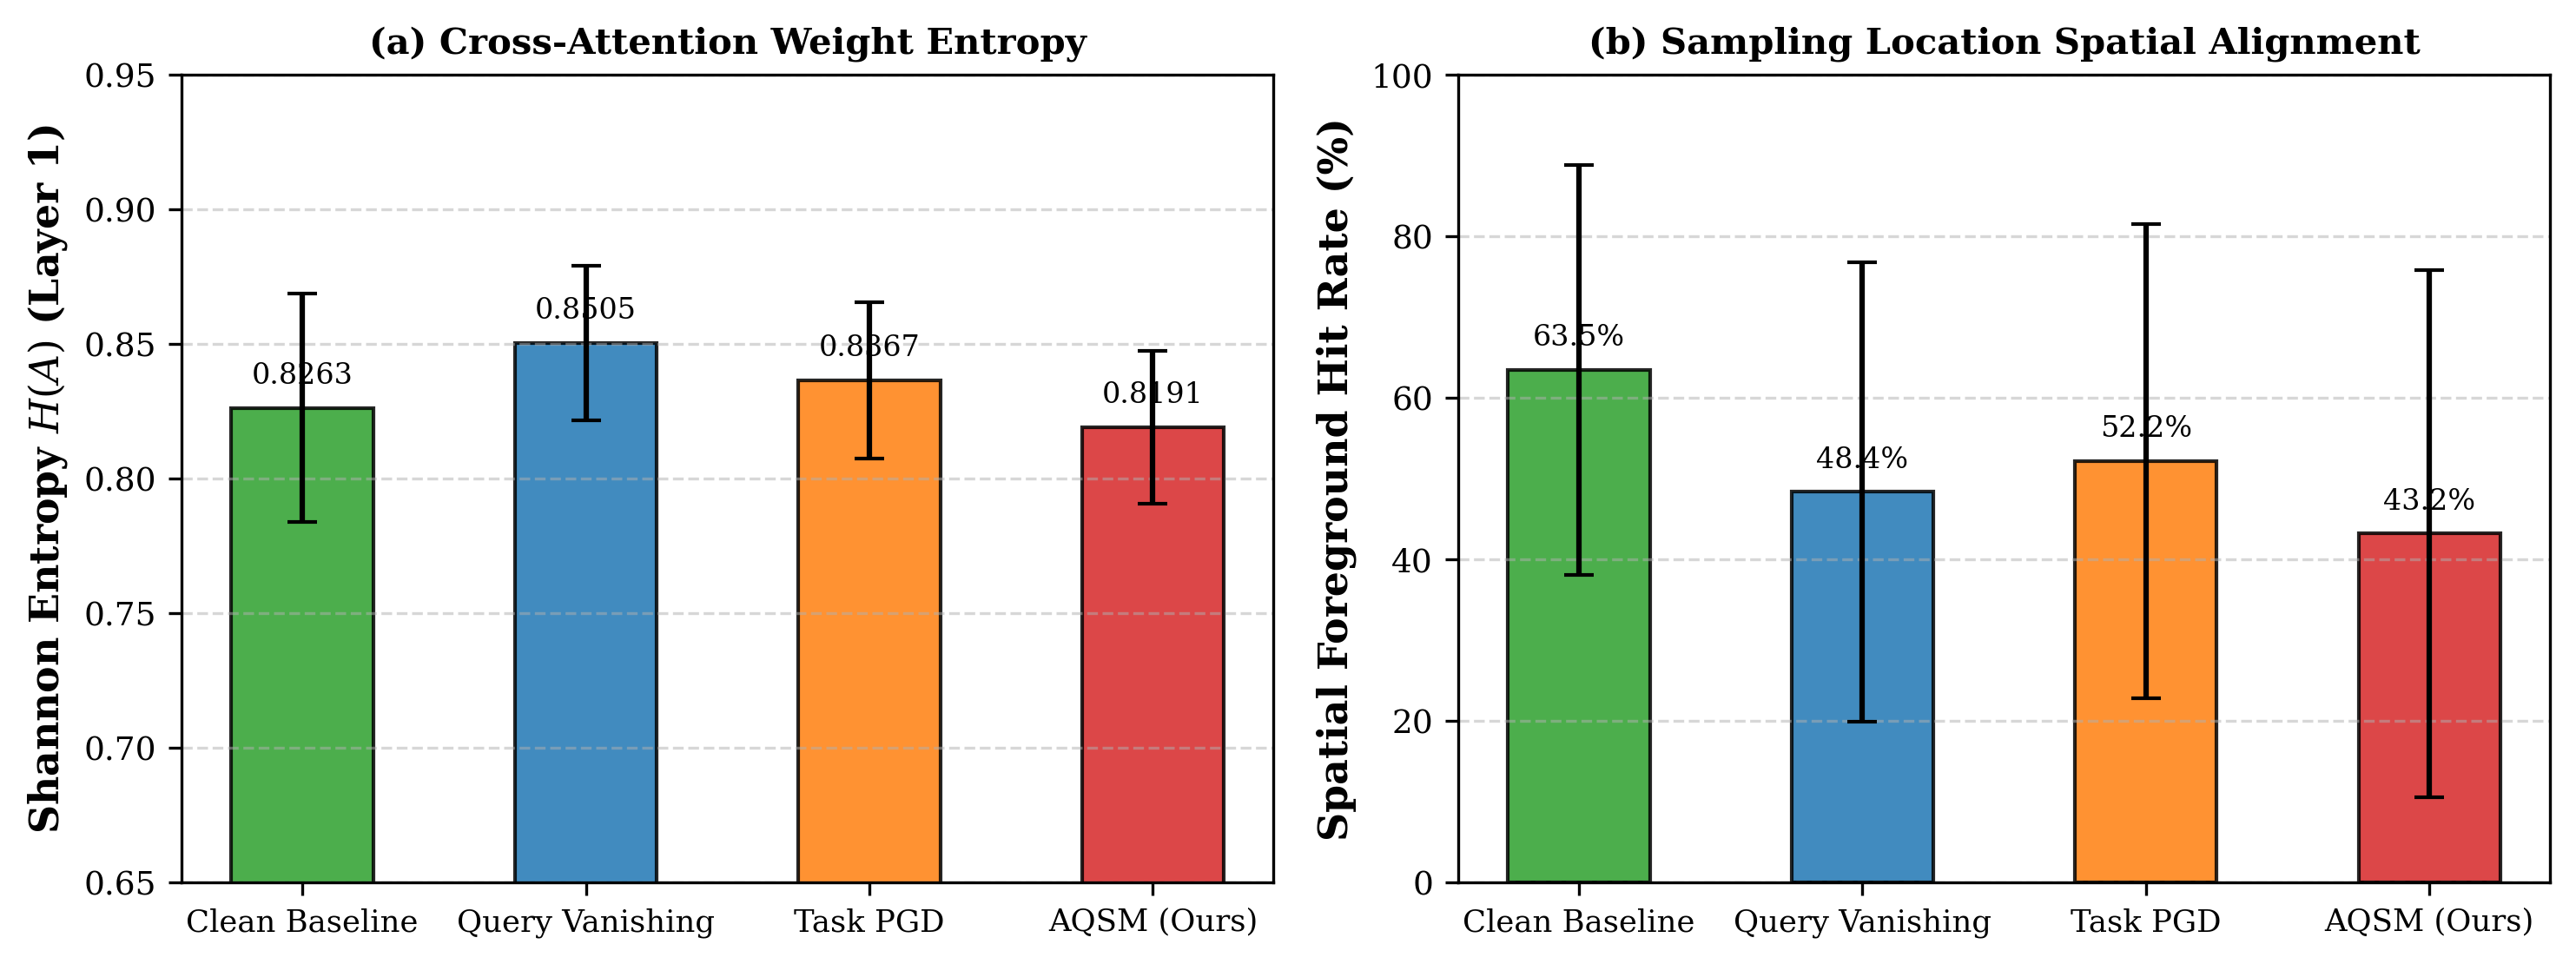 (a) Cross-Attention Weight Entropy
Shannon Entropy H(A) (Layer 1)
0.95
0.90
0.85
0.80
0.75
0.70
0.65
0.8263
0.8505
0.8367
0.8191
Clean Baseline
Query Vanishing
Task PGD
AQSM (Ours)
(b) Sampling Location Spatial Alignment
Spatial Foreground Hit Rate (%)
100
80
60
40
20
0
63.5%
48.4%
52.2%
43.2%
Clean Baseline
Query Vanishing
Task PGD
AQSM (Ours)